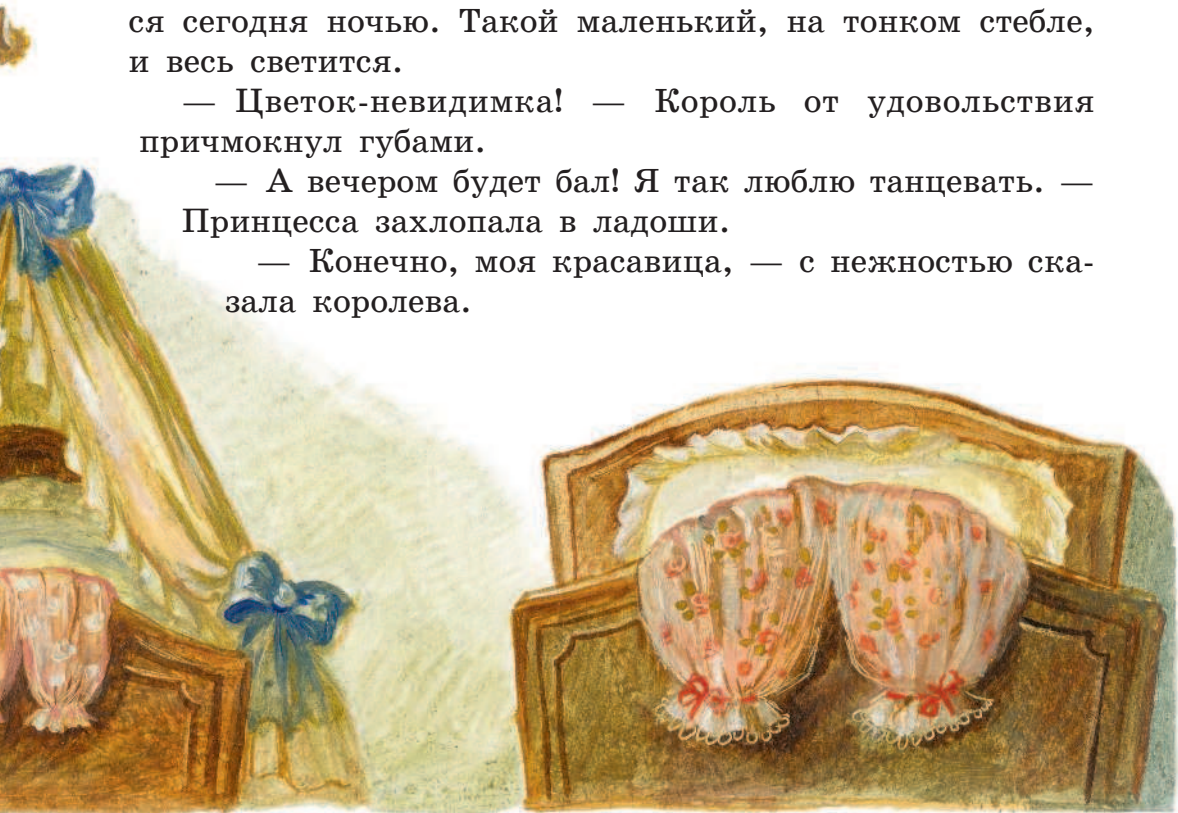 ся сегодня ночью. Такой маленький, на тонком стебле,
и весь светится.
— Цветок-невидимка! — Король от удовольствия
причмокнул губами.
— А вечером будет бал! Я так люблю танцевать. —
Принцесса захлопала в ладоши.
— Конечно, моя красавица, — с нежностью ска-
зала королева.